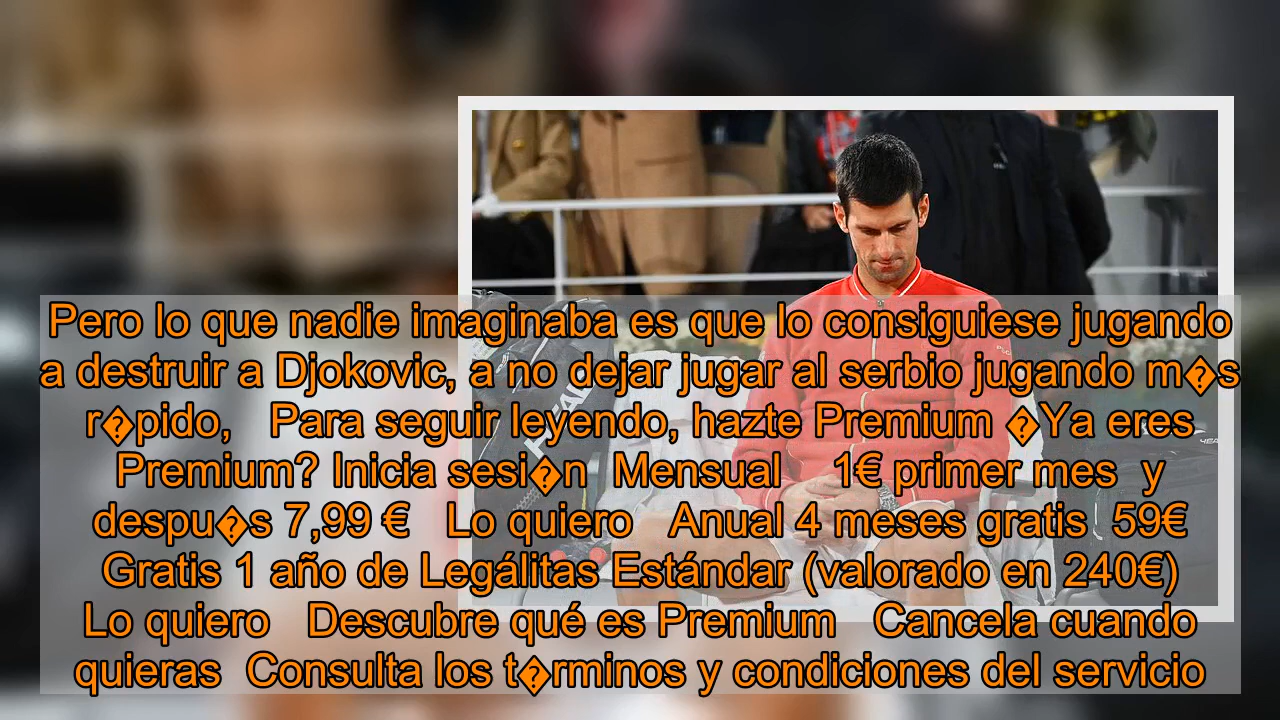 Pero lo que nadie imaginaba es que lo consiguiese jugando
a destruir a Djokovic, a no dejar jugar al serbio jugando m�s
r�pido,   Para seguir leyendo, hazte Premium �Ya eres
Premium? Inicia sesi�n  Mensual    1€ primer mes  y
despu�s 7,99 €   Lo quiero   Anual 4 meses gratis  59€
Gratis 1 año de Legálitas Estándar (valorado en 240€)
Lo quiero   Descubre qué es Premium   Cancela cuando
quieras  Consulta los t�rminos y condiciones del servicio
HEAD